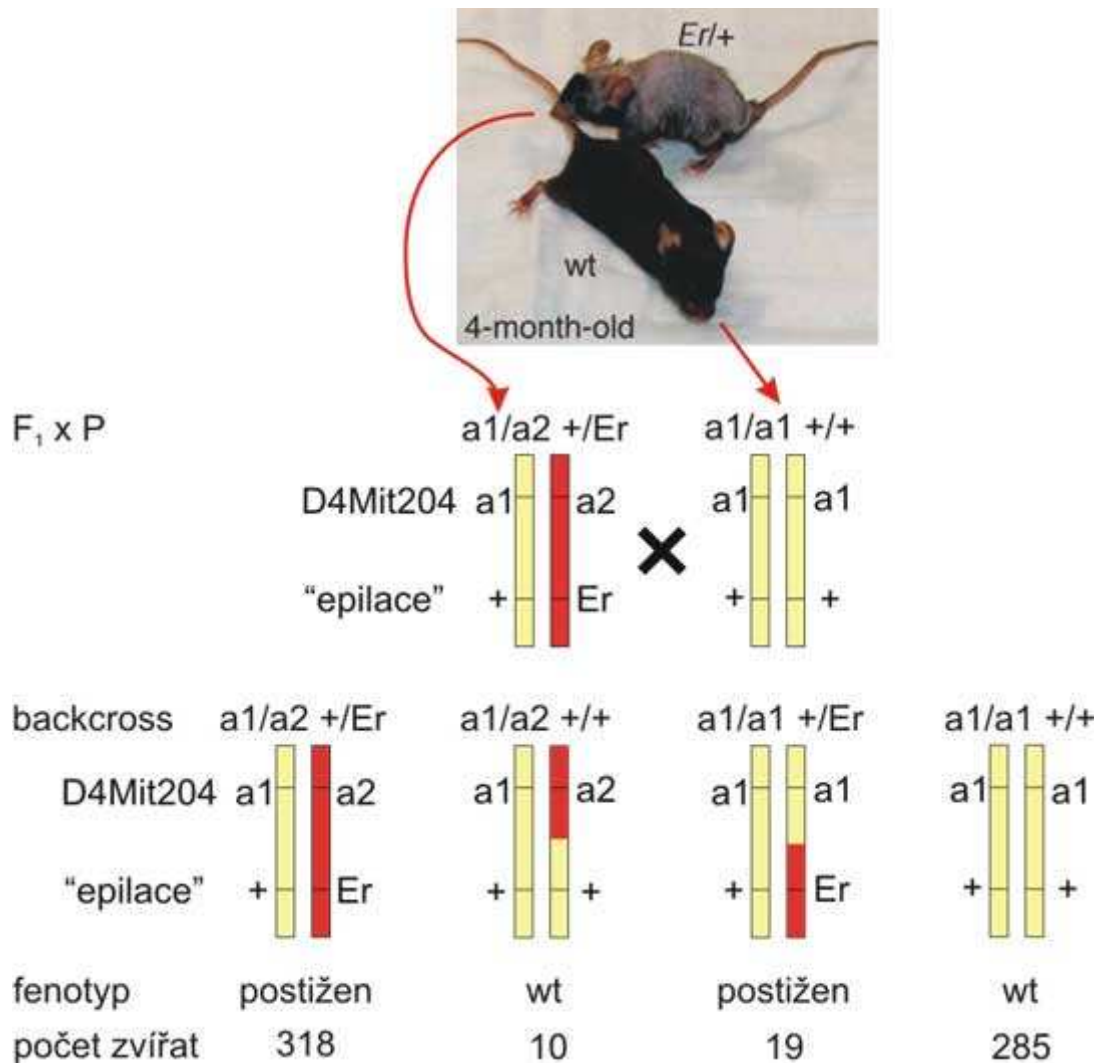 Er/+
wt
4-month-old
F₁ x P a1/a2 +/Er a1/a1 +/+
D4Mit204 a1 a2 a1 a1
“epilace” + Er + +
backcross a1/a2 +/Er a1/a2 +/+ a1/a1 +/Er a1/a1 +/+
D4Mit204 a1 a2 a1 a2 a1 a1 a1 a1
“epilace” + Er + + + Er + +
fenotyp postižen wt postižen wt
počet zvířat 318 10 19 285